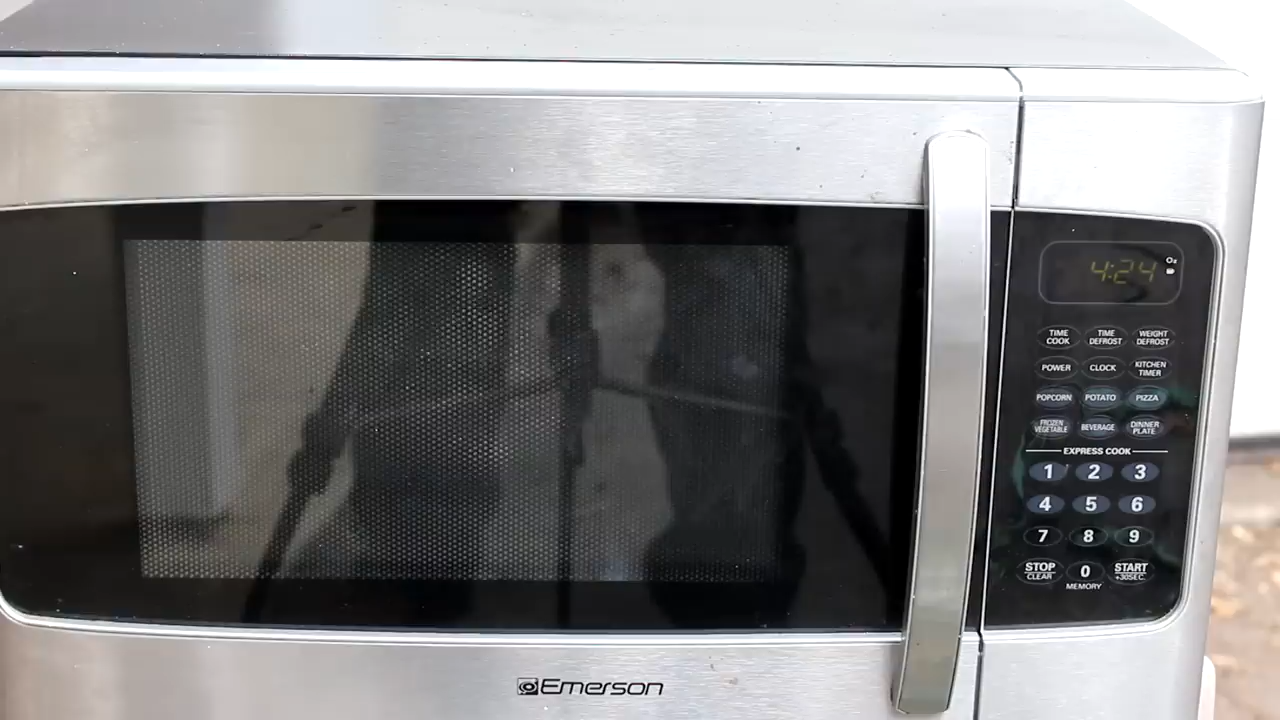 4:24
TIME COOK
TIME DEFROST
WEIGHT DEFROST
POWER
CLOCK
KITCHEN TIMER
POPCORN
POTATO
PIZZA
FROZEN VEGETABLE
BEVERAGE
DINNER PLATE
EXPRESS COOK
1 2 3
4 5 6
7 8 9
STOP CLEAR
0
START +30SEC.
MEMORY
Emerson